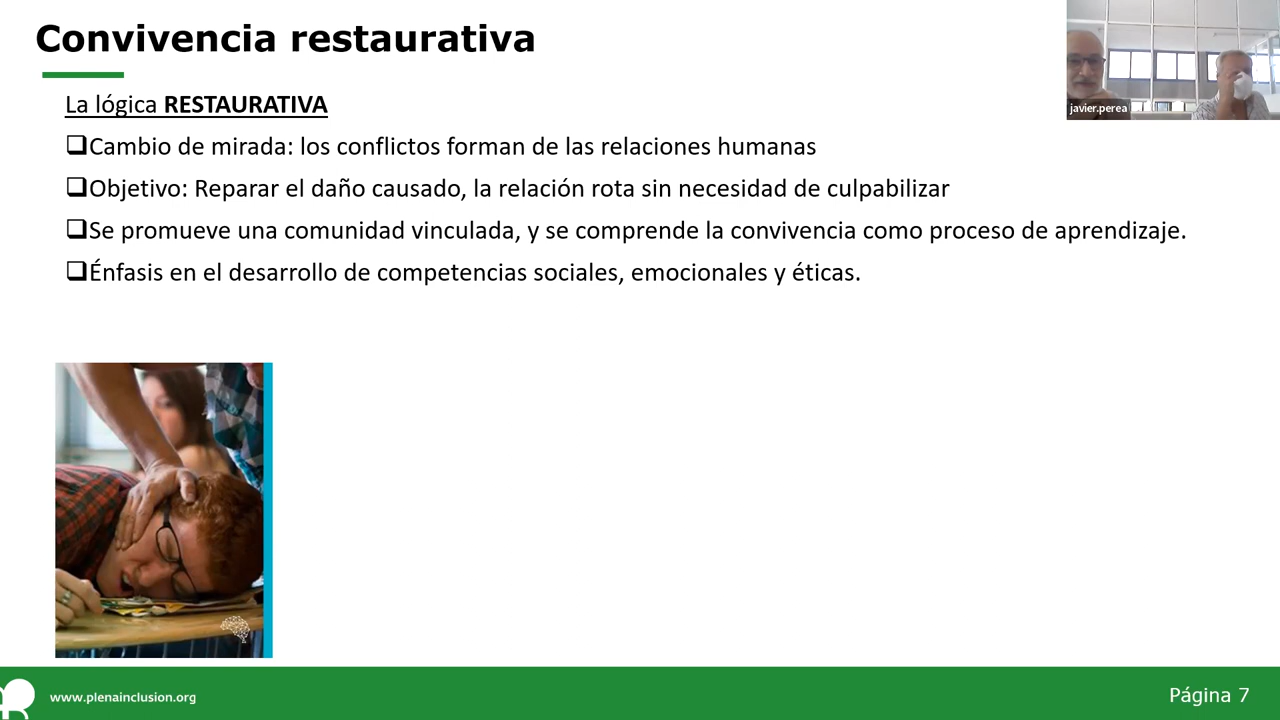 Convivencia restaurativa
javier.perea
La lógica RESTAURATIVA
❑Cambio de mirada: los conflictos forman de las relaciones humanas
❑Objetivo: Reparar el daño causado, la relación rota sin necesidad de culpabilizar
❑Se promueve una comunidad vinculada, y se comprende la convivencia como proceso de aprendizaje.
❑Énfasis en el desarrollo de competencias sociales, emocionales y éticas.
www.plenainclusion.org
Página 7